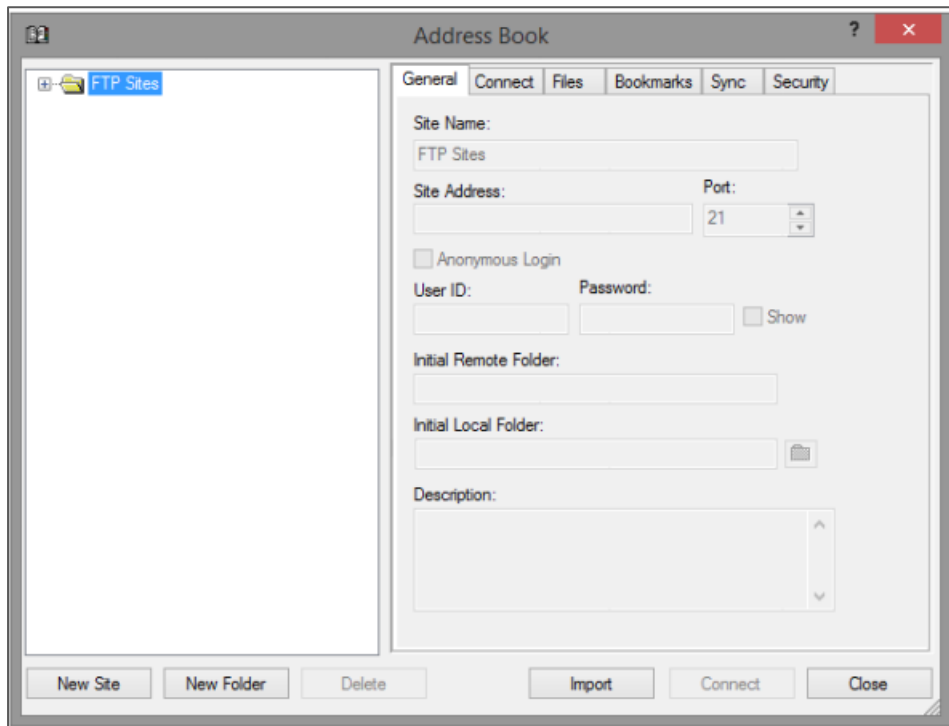 Address Book
?
FTP Sites
General Connect Files Bookmarks Sync Security
Site Name:
FTP Sites
Site Address: Port:
21
Anonymous Login
User ID: Password:
Show
Initial Remote Folder:
Initial Local Folder:
Description:
New Site New Folder Delete Import Connect Close